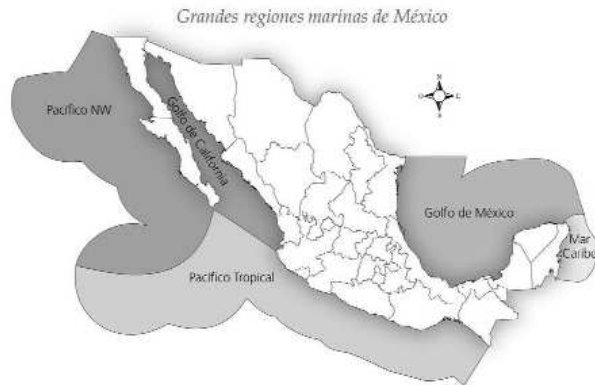 Grandes regiones marinas de México
N
O E
S
Pacífico NW
Golfo de California
Golfo de México
Mar
Caribe
Pacífico Tropical